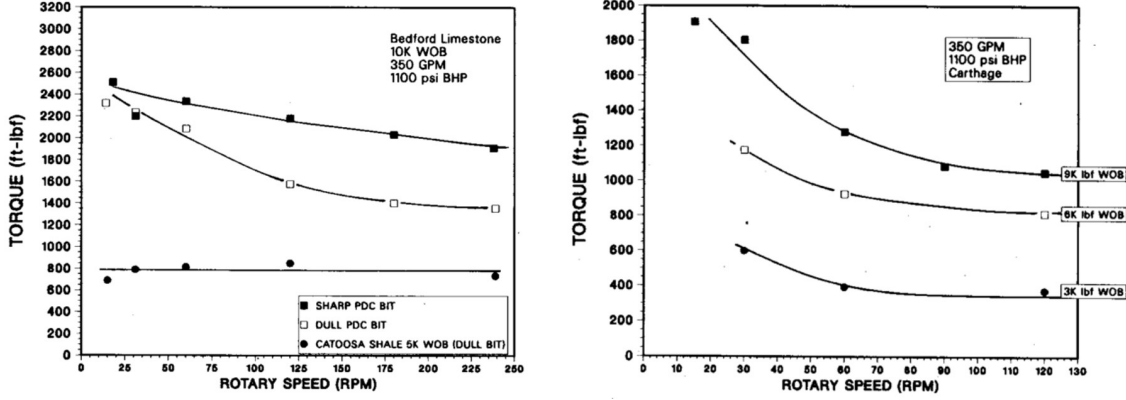 3200
3000
2800
2600
2400
2200
2000
1800
1600
1400
1200
1000
800
600
400
200
0
TORQUE (ft-lbf)
Bedford Limestone
10K WOB
350 GPM
1100 psi BHP
SHARP PDC BIT
DULL PDC BIT
CATOOSA SHALE 5K WOB (DULL BIT)
0 25 50 75 100 125 150 175 200 225 250
ROTARY SPEED (RPM)
2000
1800
1600
1400
1200
1000
800
600
400
200
0
TORQUE (ft-lbf)
350 GPM
1100 psi BHP
Carthage
9K lbf WOB
6K lbf WOB
3K lbf WOB
0 10 20 30 40 50 60 70 80 90 100 110 120 130
ROTARY SPEED (RPM)